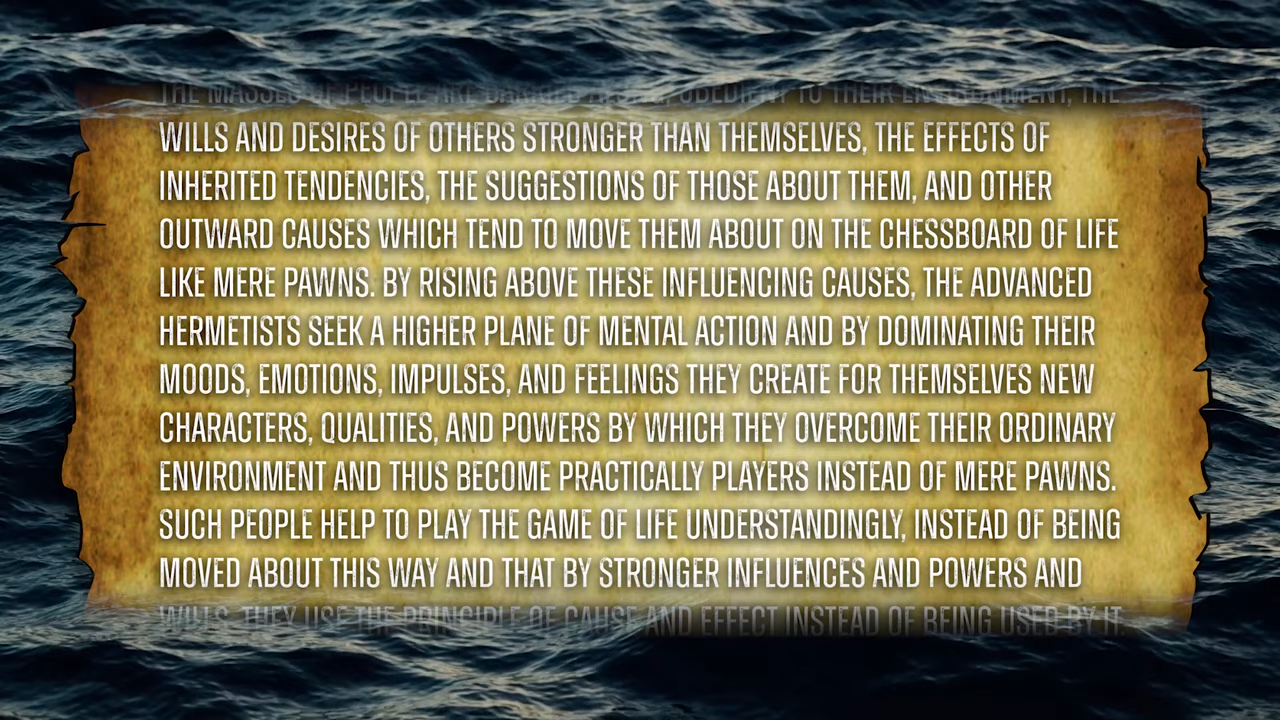 THE MASSES OF PEOPLE ARE CARRIED ALONG, OBEDIENT TO THEIR ENVIRONMENT, THE
WILLS AND DESIRES OF OTHERS STRONGER THAN THEMSELVES, THE EFFECTS OF
INHERITED TENDENCIES, THE SUGGESTIONS OF THOSE ABOUT THEM, AND OTHER
OUTWARD CAUSES WHICH TEND TO MOVE THEM ABOUT ON THE CHESSBOARD OF LIFE
LIKE MERE PAWNS. BY RISING ABOVE THESE INFLUENCING CAUSES, THE ADVANCED
HERMETISTS SEEK A HIGHER PLANE OF MENTAL ACTION AND BY DOMINATING THEIR
MOODS, EMOTIONS, IMPULSES, AND FEELINGS THEY CREATE FOR THEMSELVES NEW
CHARACTERS, QUALITIES, AND POWERS BY WHICH THEY OVERCOME THEIR ORDINARY
ENVIRONMENT AND THUS BECOME PRACTICALLY PLAYERS INSTEAD OF MERE PAWNS.
SUCH PEOPLE HELP TO PLAY THE GAME OF LIFE UNDERSTANDINGLY, INSTEAD OF BEING
MOVED ABOUT THIS WAY AND THAT BY STRONGER INFLUENCES AND POWERS AND
WILLS. THEY USE THE PRINCIPLE OF CAUSE AND EFFECT INSTEAD OF BEING USED BY IT.